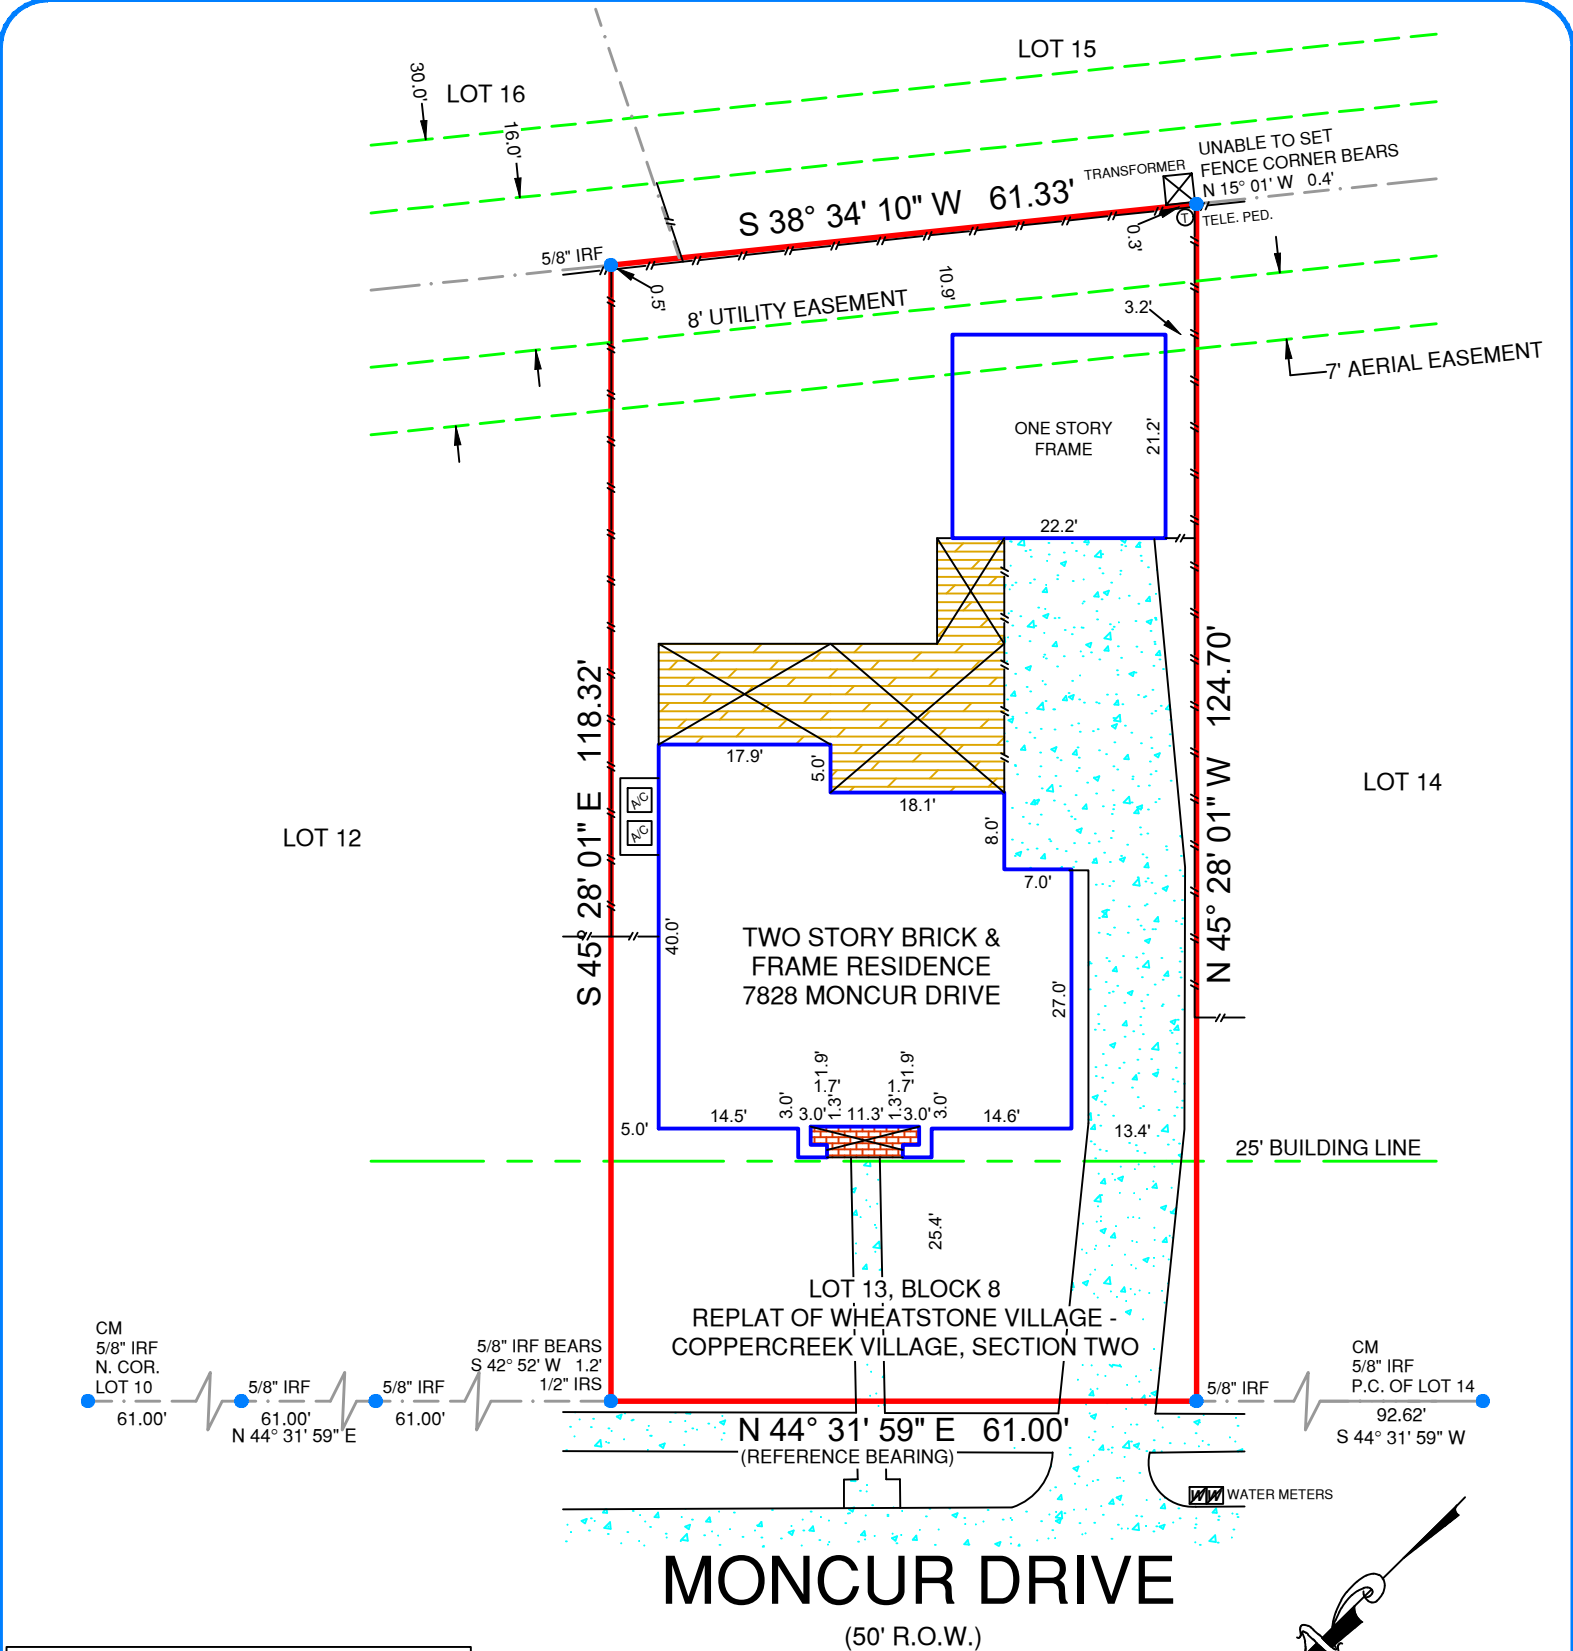 LOT 15
30.0'
LOT 16
16.0'
UNABLE TO SET
FENCE CORNER BEARS
N 15° 01' W 0.4'
TRANSFORMER
S 38° 34' 10" W 61.33'
T
TELE. PED.
0.3'
5/8" IRF
0.5'
10.9'
8' UTILITY EASEMENT
3.2'
7' AERIAL EASEMENT
ONE STORY
FRAME
21.2'
22.2'
S 45° 28' 01" E 118.32'
N 45° 28' 01" W 124.70'
17.9'
5.0'
18.1'
8.0'
7.0'
A/C
A/C
LOT 12
LOT 14
40.0'
TWO STORY BRICK &
FRAME RESIDENCE
7828 MONCUR DRIVE
27.0'
1.9'
1.9'
1.7'
1.7'
3.0'
1.3'
1.3'
3.0'
5.0'
14.5'
3.0'
11.3'
3.0'
14.6'
13.4'
25' BUILDING LINE
25.4'
LOT 13, BLOCK 8
REPLAT OF WHEATSTONE VILLAGE -
COPPERCREEK VILLAGE, SECTION TWO
CM
5/8" IRF
N. COR.
LOT 10
61.00'
5/8" IRF
61.00'
N 44° 31' 59" E
5/8" IRF
61.00'
5/8" IRF BEARS
S 42° 52' W 1.2'
1/2" IRS
5/8" IRF
CM
5/8" IRF
P.C. OF LOT 14
92.62'
S 44° 31' 59" W
N 44° 31' 59" E 61.00'
(REFERENCE BEARING)
W W WATER METERS
MONCUR DRIVE
(50' R.O.W.)